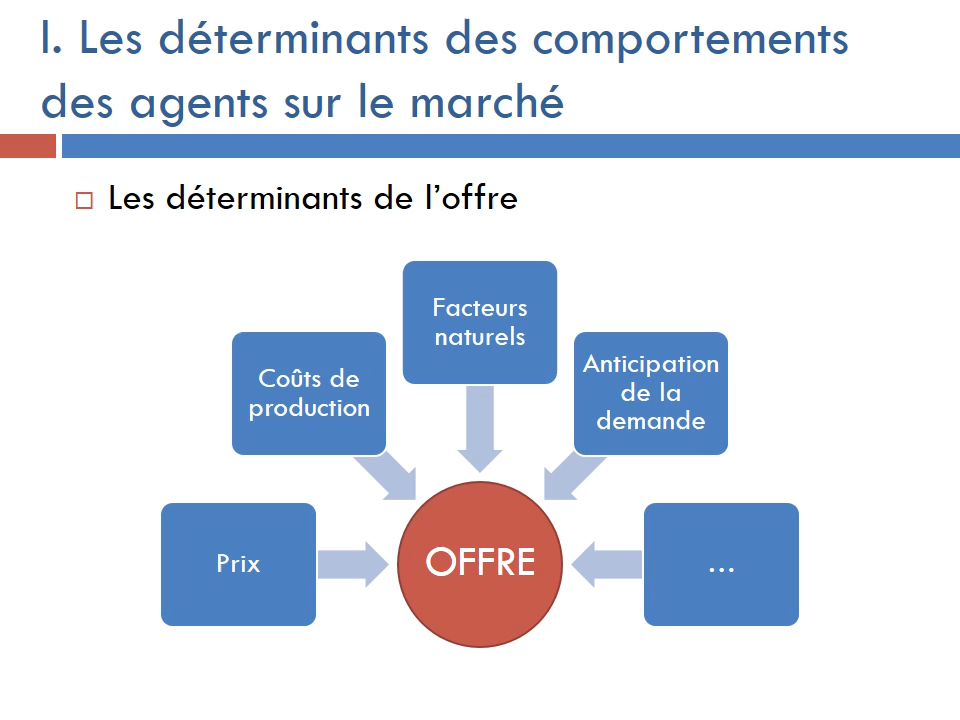 I. Les déterminants des comportements
des agents sur le marché
Les déterminants de l’offre
Facteurs
naturels
Coûts de
production
Anticipation
de la
demande
Prix
OFFRE
...